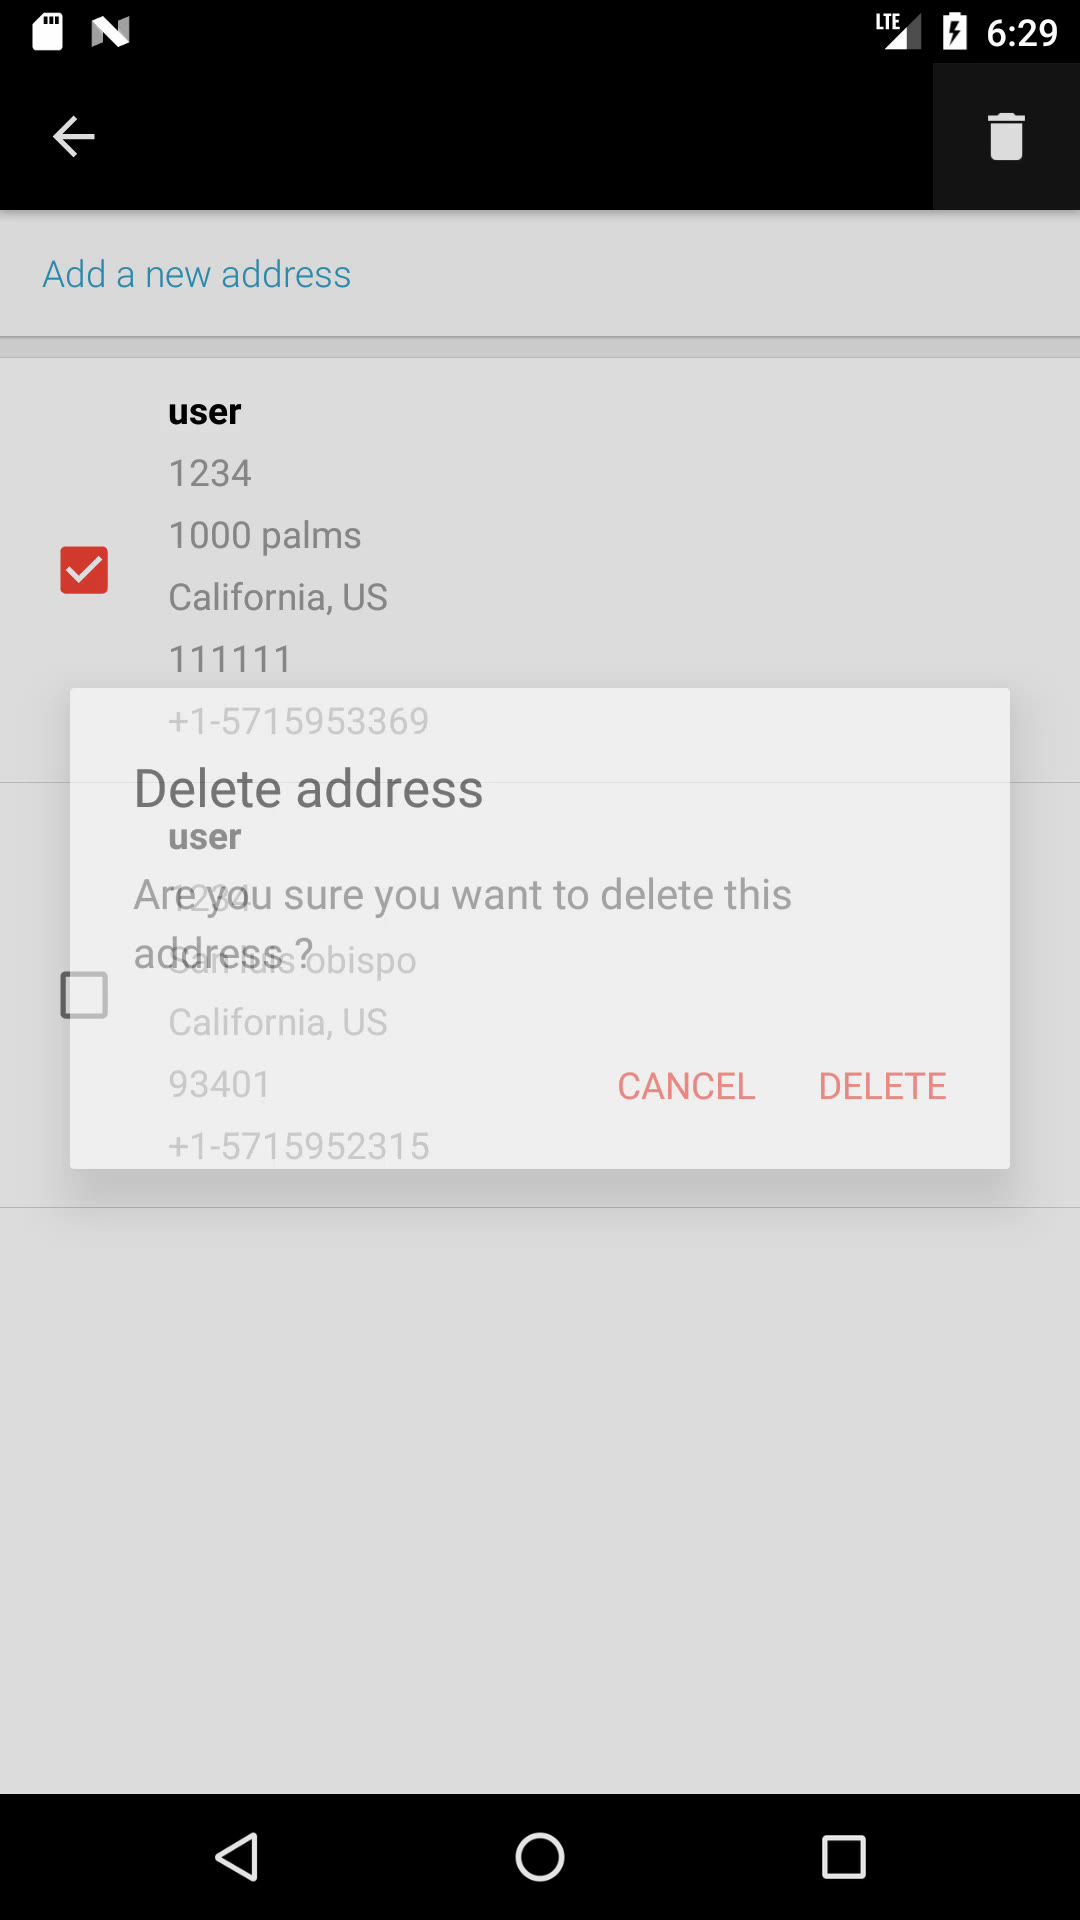 LTE 6:29
Add a new address
user
1234
1000 palms
California, US
111111
+1-5715953369
Delete address
user
Are you sure you want to delete this
1234
address ?
San luis obispo
California, US
93401
CANCEL DELETE
+1-5715952315